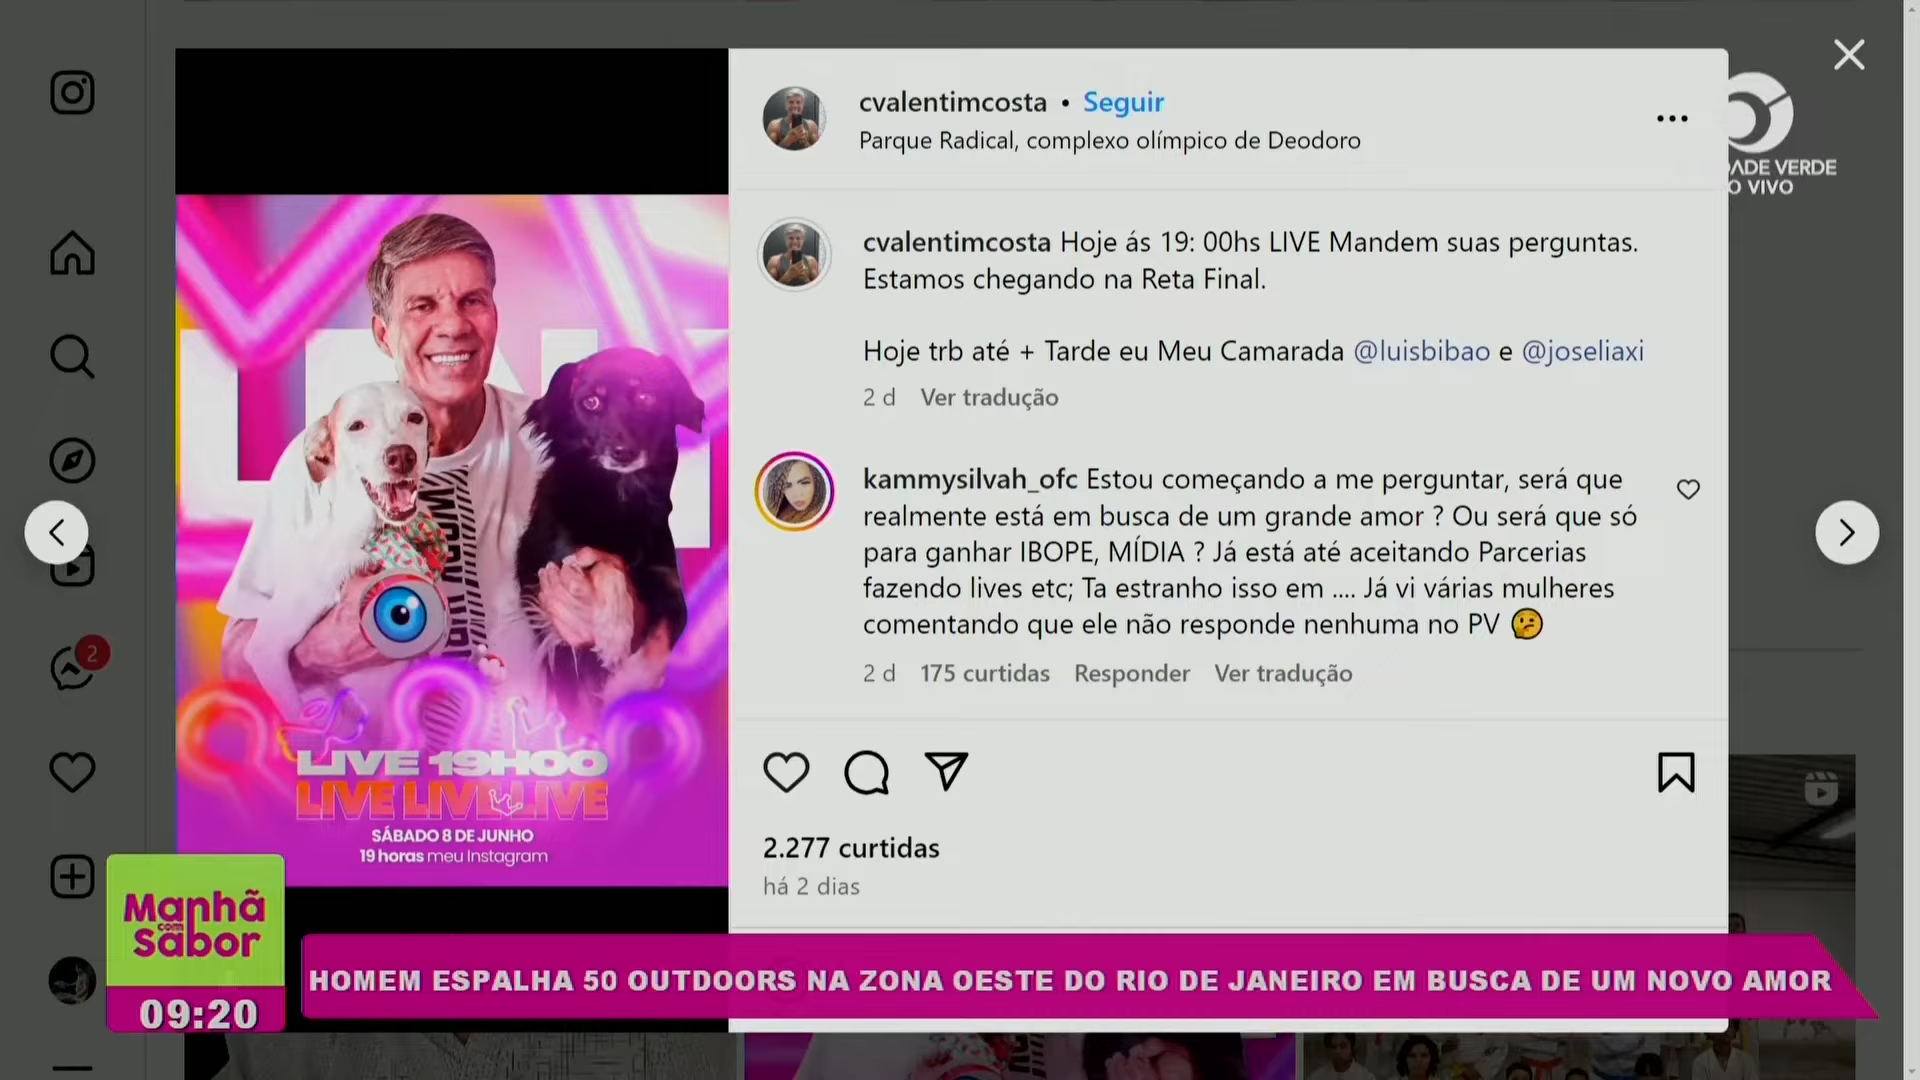 cvalentimcosta • Seguir
Parque Radical, complexo olímpico de Deodoro
ADE VERDE
O VIVO
cvalentimcosta Hoje ás 19: 00hs LIVE Mandem suas perguntas.
Estamos chegando na Reta Final.
Hoje trb até + Tarde eu Meu Camarada @luisbibao e @joseliaxi
2 d Ver tradução
kammysilvah_ofc Estou começando a me perguntar, será que
realmente está em busca de um grande amor ? Ou será que só
para ganhar IBOPE, MÍDIA ? Já está até aceitando Parcerias
fazendo lives etc; Ta estranho isso em .... Já vi várias mulheres
comentando que ele não responde nenhuma no PV 🤔
2 d 175 curtidas Responder Ver tradução
2
LIVE 19H00
LIVE LIVE LIVE
SÁBADO 8 DE JUNHO
19 horas meu Instagram
2.277 curtidas
há 2 dias
Manhã
com
Sabor
09:20
HOMEM ESPALHA 50 OUTDOORS NA ZONA OESTE DO RIO DE JANEIRO EM BUSCA DE UM NOVO AMOR